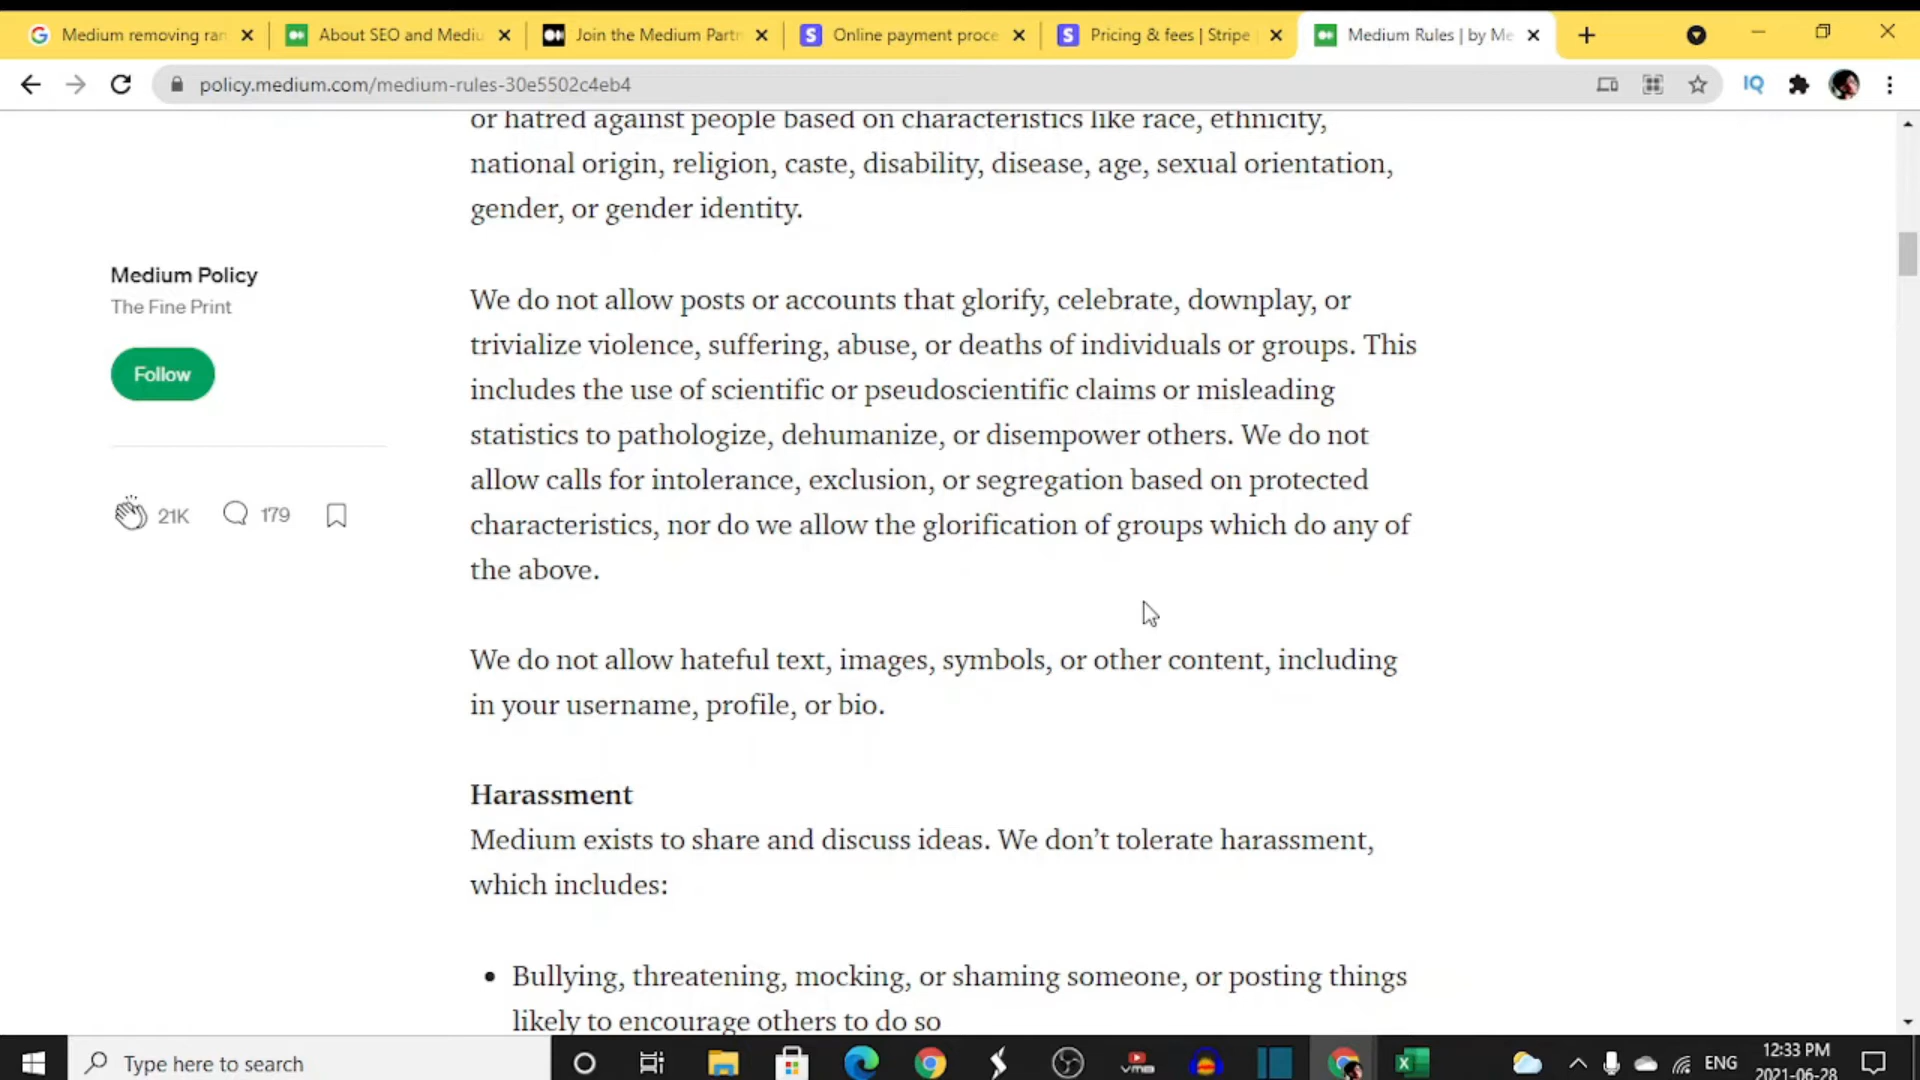 Medium removing ran
About SEO and Mediu
Join the Medium Partn
Online payment proce
Pricing & fees | Stripe
Medium Rules | by Me
policy.medium.com/medium-rules-30e5502c4eb4
IQ
or hatred against people based on characteristics like race, ethnicity,
national origin, religion, caste, disability, disease, age, sexual orientation,
gender, or gender identity.
Medium Policy
The Fine Print
Follow
21K
179
We do not allow posts or accounts that glorify, celebrate, downplay, or
trivialize violence, suffering, abuse, or deaths of individuals or groups. This
includes the use of scientific or pseudoscientific claims or misleading
statistics to pathologize, dehumanize, or disempower others. We do not
allow calls for intolerance, exclusion, or segregation based on protected
characteristics, nor do we allow the glorification of groups which do any of
the above.
We do not allow hateful text, images, symbols, or other content, including
in your username, profile, or bio.
Harassment
Medium exists to share and discuss ideas. We don’t tolerate harassment,
which includes:
• Bullying, threatening, mocking, or shaming someone, or posting things
likely to encourage others to do so
Type here to search
ENG
12:33 PM
2021-06-28